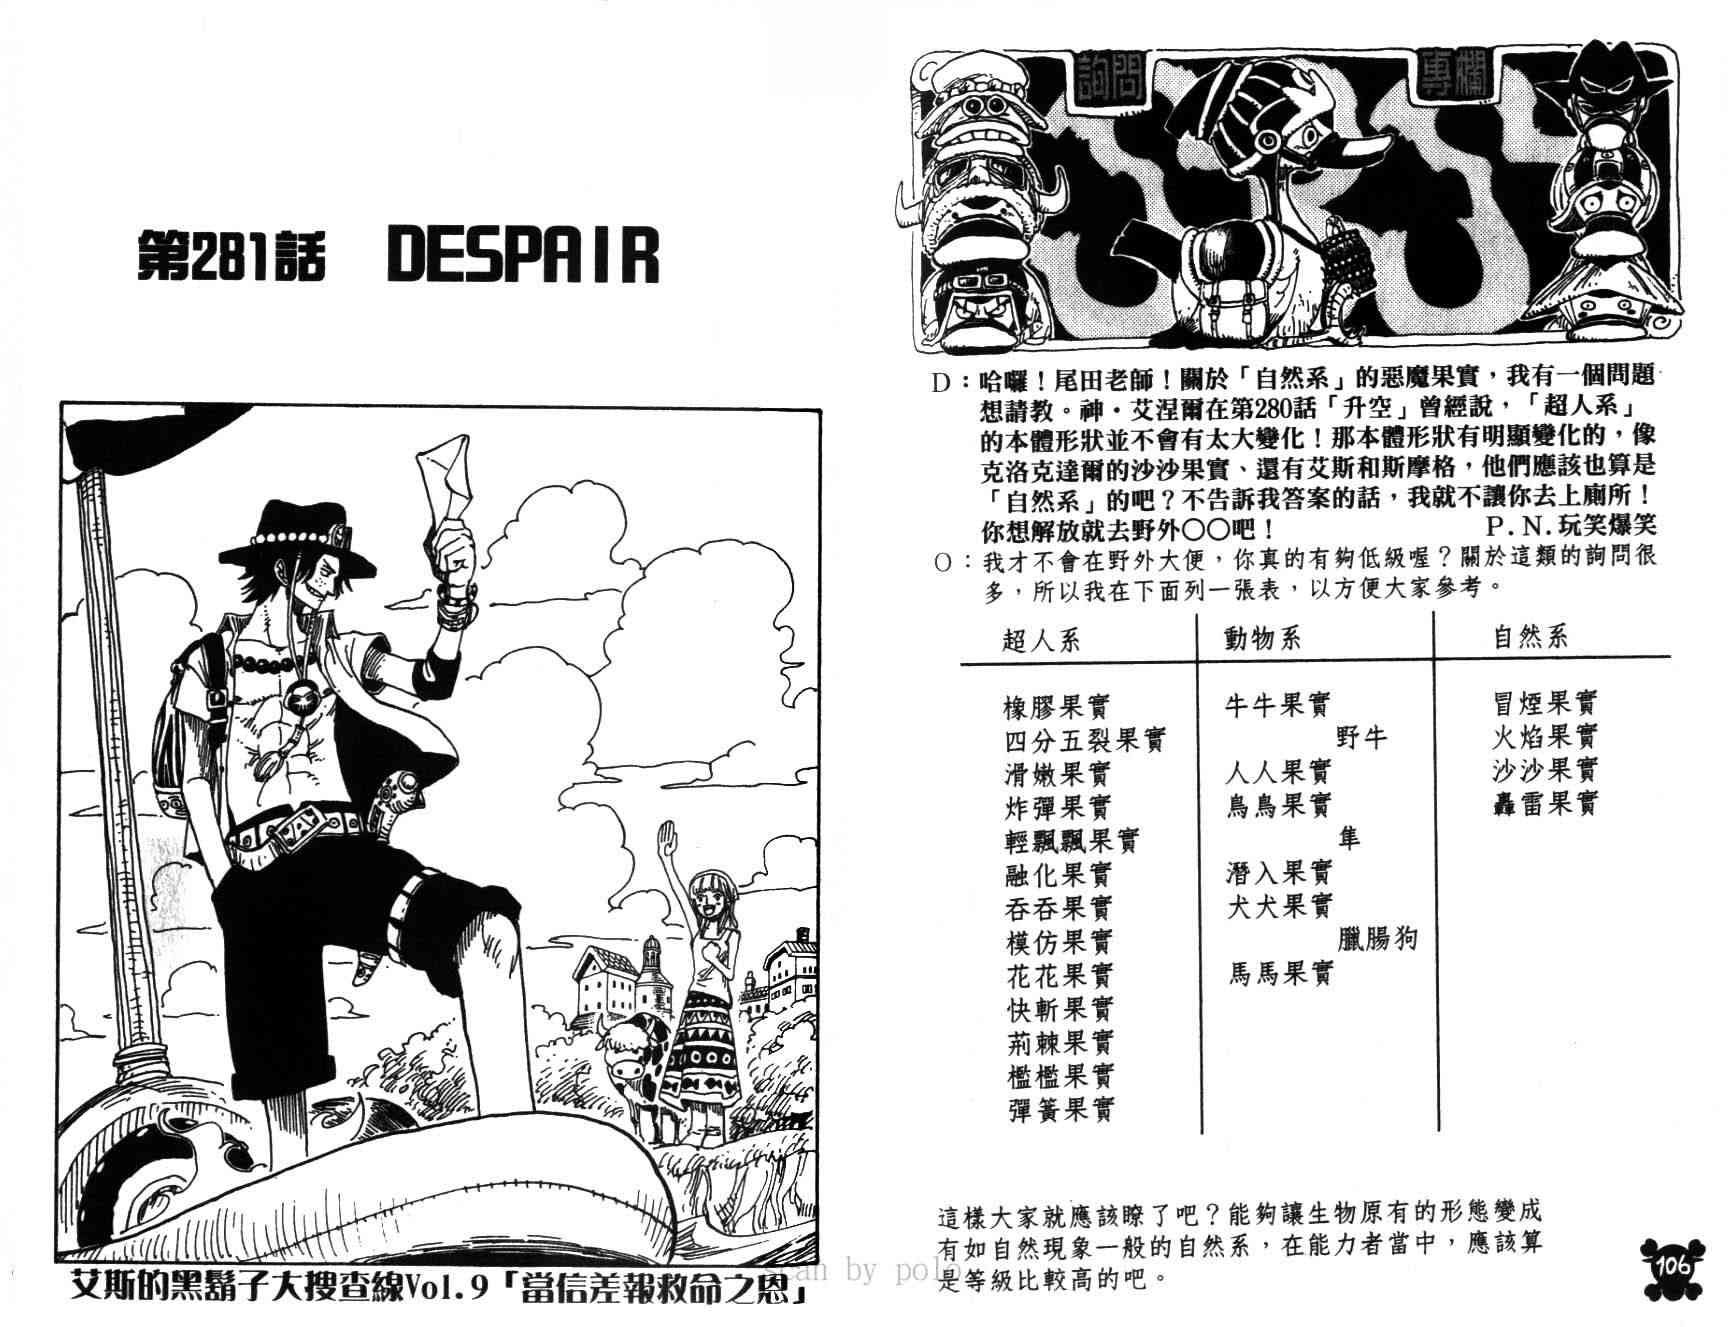 第281話 DESPAIR
艾斯的黑鬍子大搜查線Vol.9「當信差報救命之恩」
詢問專欄
D：哈囉！尾田老師！關於「自然系」的惡魔果實，我有一個問題
想請教。神・艾涅爾在第280話「升空」曾經說，「超人系」
的本體形狀並不會有太大變化！那本體形狀有明顯變化的，像
克洛克達爾的沙沙果實、還有艾斯和斯摩格，他們應該也算是
「自然系」的吧？不告訴我答案的話，我就不讓你去上廁所！
你想解放就去野外〇〇吧！ P.N.玩笑爆笑
O：我才不會在野外大便，你真的有夠低級喔？關於這類的詢問很
多，所以我在下面列一張表，以方便大家參考。
超人系 動物系 自然系
橡膠果實 牛牛果實 冒煙果實
四分五裂果實 野牛 火焰果實
滑嫩果實 人人果實 沙沙果實
炸彈果實 鳥鳥果實 轟雷果實
輕飄飄果實 隼
融化果實 潛入果實
吞吞果實 犬犬果實
模仿果實 臘腸狗
花花果實 馬馬果實
快斬果實
荊棘果實
檻檻果實
彈簧果實
這樣大家就應該瞭了吧？能夠讓生物原有的形態變成
有如自然現象一般的自然系，在能力者當中，應該算
是等級比較高的吧。
106
scan by polo